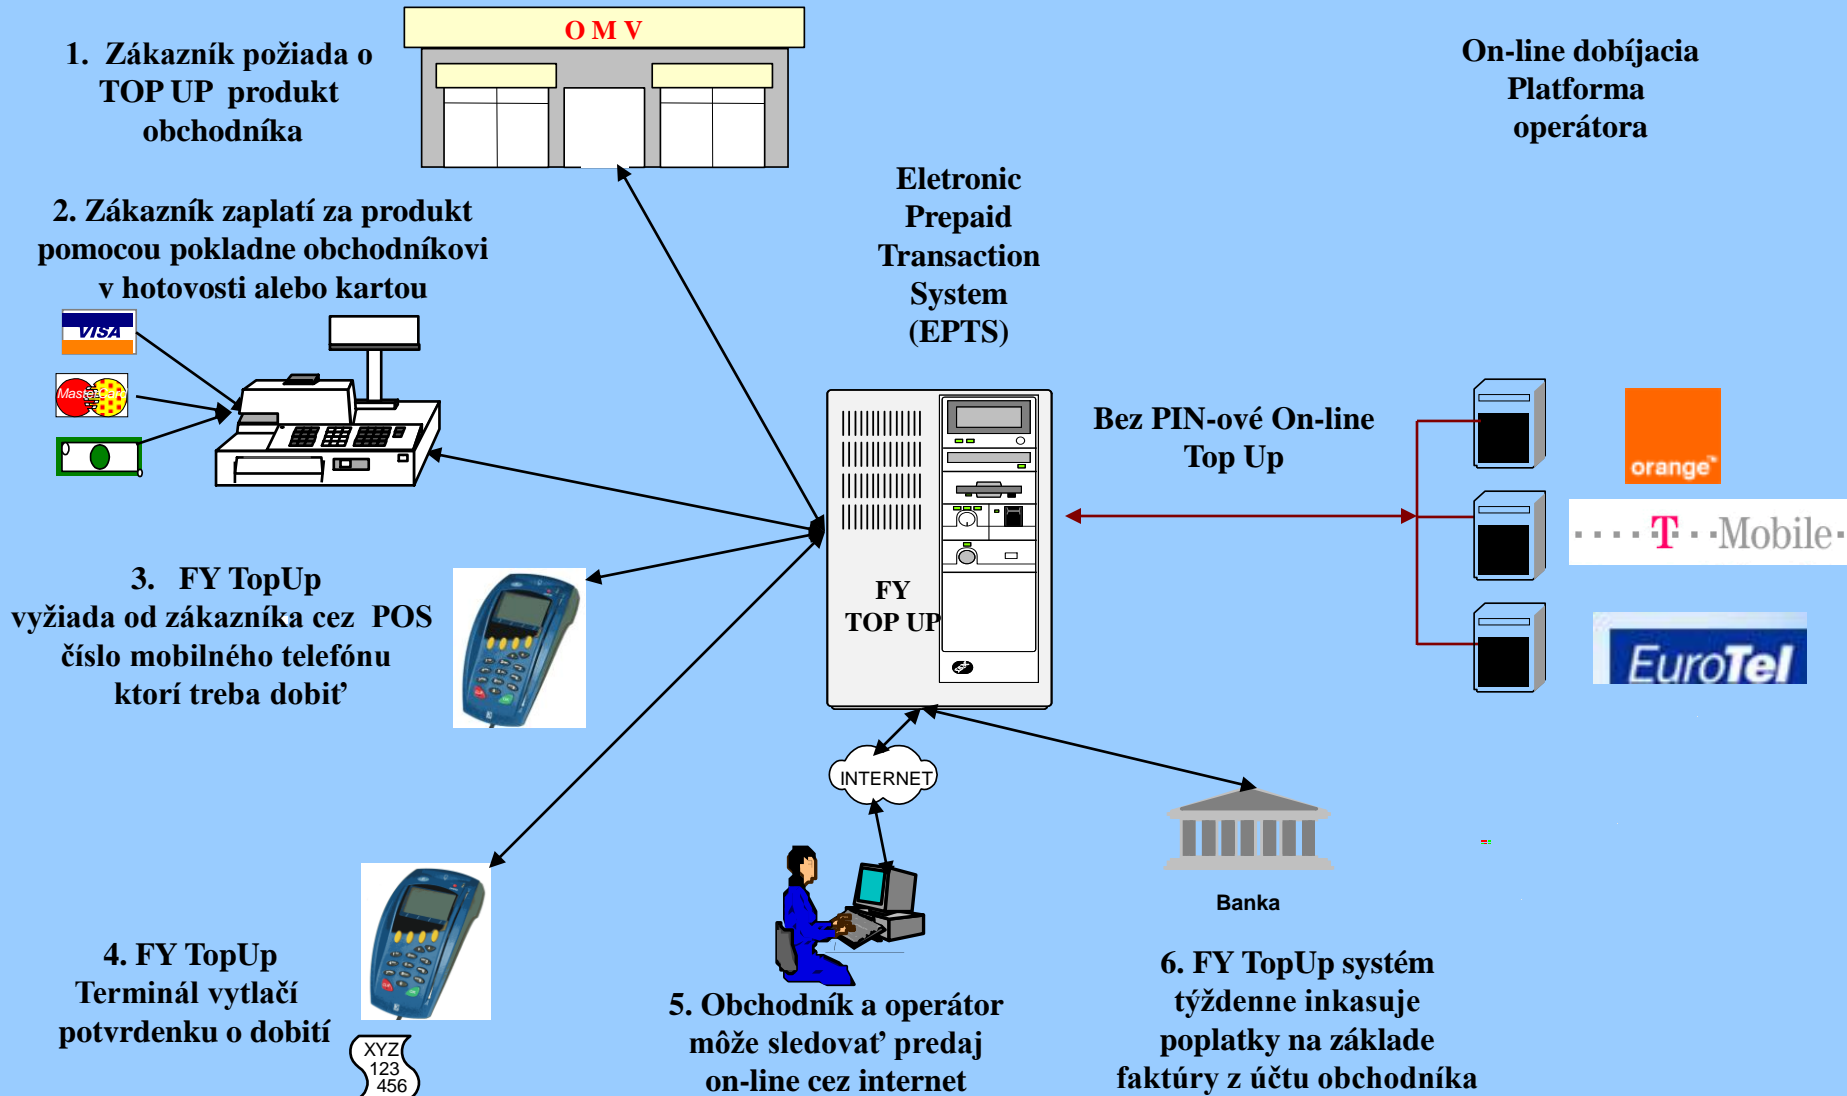 O M V
1. Zákazník požiada o
TOP UP produkt
obchodníka
On-line dobíjacia
Platforma
operátora
Eletronic
Prepaid
Transaction
System
(EPTS)
2. Zákazník zaplatí za produkt
pomocou pokladne obchodníkovi
v hotovosti alebo kartou
VISA
MasterCard
Bez PIN-ové On-line
Top Up
orange™
T··Mobile·
EuroTel
3. FY TopUp
vyžiada od zákazníka cez POS
číslo mobilného telefónu
ktorí treba dobiť
FY
TOP UP
INTERNET
Banka
4. FY TopUp
Terminál vytlačí
potvrdenku o dobití
XYZ
123
456
5. Obchodník a operátor
môže sledovať predaj
on-line cez internet
6. FY TopUp systém
týždenne inkasuje
poplatky na základe
faktúry z účtu obchodníka